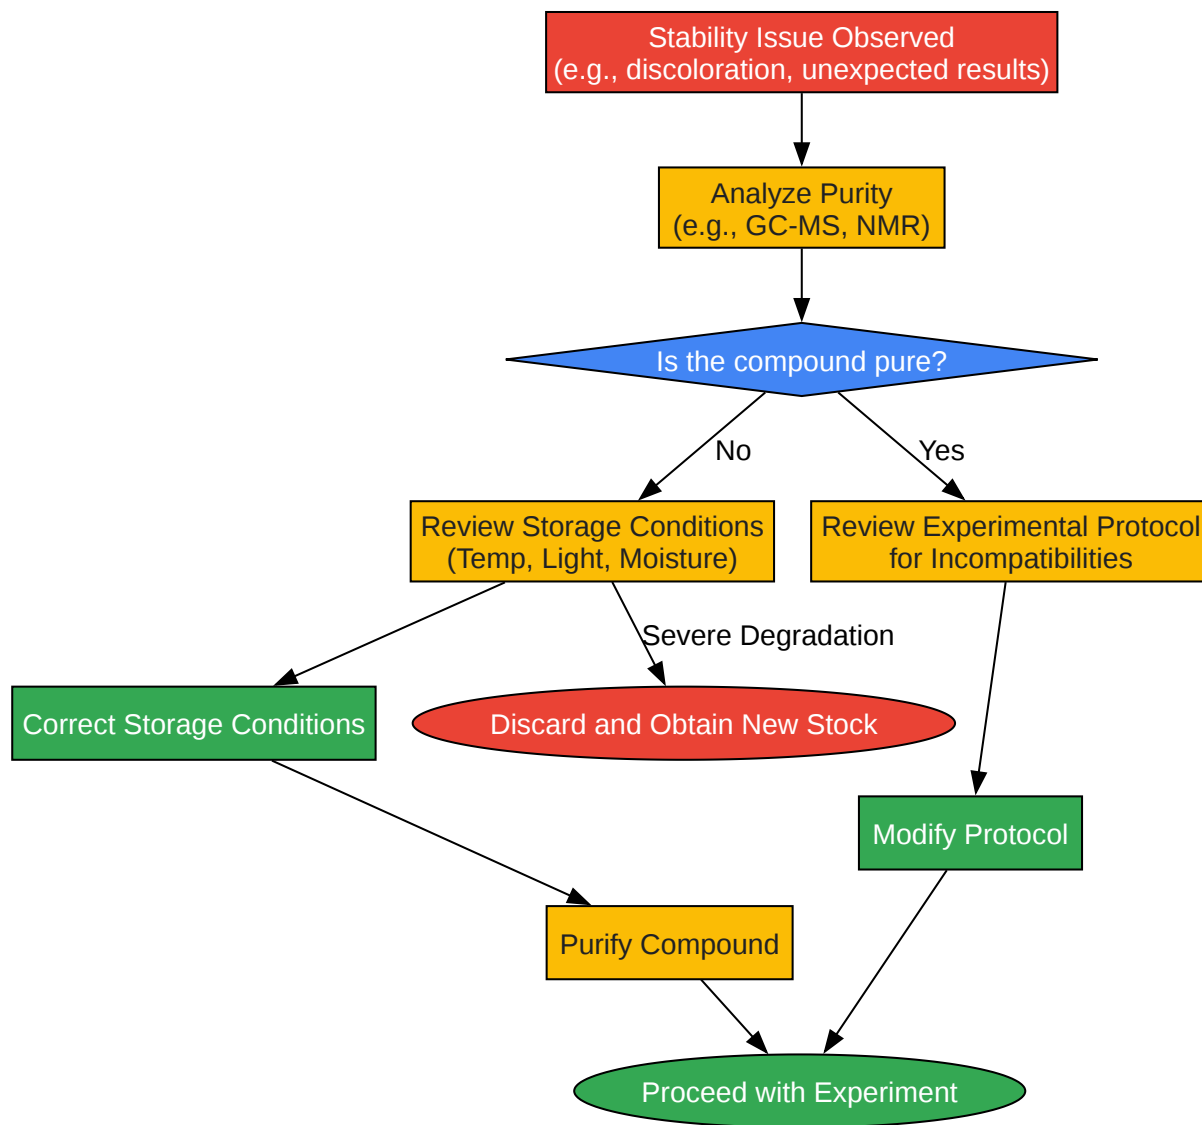 Stability Issue Observed
(e.g., discoloration, unexpected results)
Analyze Purity
(e.g., GC-MS, NMR)
Is the compound pure?
No
Yes
Review Storage Conditions
(Temp, Light, Moisture)
Review Experimental Protocol
for Incompatibilities
Severe Degradation
Correct Storage Conditions
Discard and Obtain New Stock
Modify Protocol
Purify Compound
Proceed with Experiment